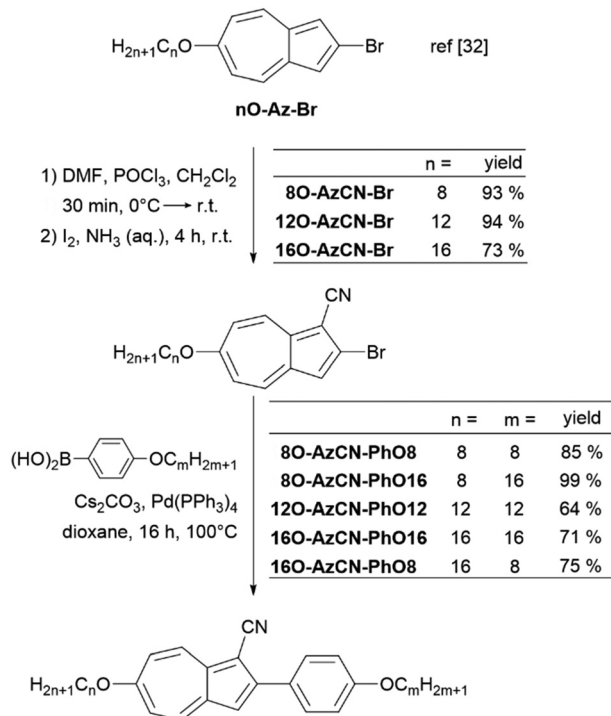 H₂ₙ₊₁CₙO
Br
ref [32]
nO-Az-Br
1) DMF, POCl₃, CH₂Cl₂
30 min, 0°C → r.t.
2) I₂, NH₃ (aq.), 4 h, r.t.
n = yield
8O-AzCN-Br 8 93 %
12O-AzCN-Br 12 94 %
16O-AzCN-Br 16 73 %
CN
H₂ₙ₊₁CₙO
Br
(HO)₂B
OCₘH₂ₘ₊₁
Cs₂CO₃, Pd(PPh₃)₄
dioxane, 16 h, 100°C
n = m = yield
8O-AzCN-PhO8 8 8 85 %
8O-AzCN-PhO16 8 16 99 %
12O-AzCN-PhO12 12 12 64 %
16O-AzCN-PhO16 16 16 71 %
16O-AzCN-PhO8 16 8 75 %
CN
H₂ₙ₊₁CₙO
OCₘH₂ₘ₊₁